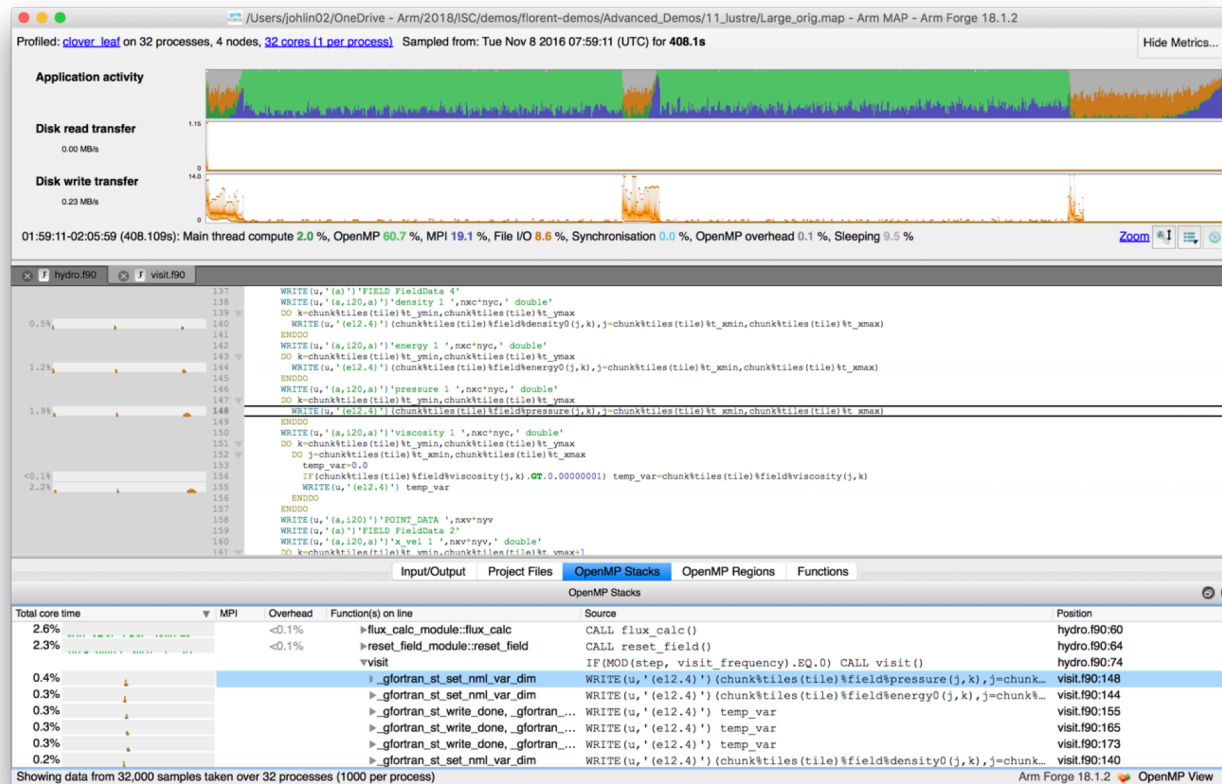 /Users/johlin02/OneDrive - Arm/2018/ISC/demos/florent-demos/Advanced_Demos/11_lustre/Large_orig.map - Arm MAP - Arm Forge 18.1.2
Profiled: clover_leaf on 32 processes, 4 nodes, 32 cores (1 per process) Sampled from: Tue Nov 8 2016 07:59:11 (UTC) for 408.1s
Hide Metrics...
Application activity
Disk read transfer
1.15
0.00 MB/s
0
Disk write transfer
14.0
0.23 MB/s
0
01:59:11-02:05:59 (408.109s): Main thread compute 2.0 %, OpenMP 60.7 %, MPI 19.1 %, File I/O 8.6 %, Synchronisation 0.0 %, OpenMP overhead 0.1 %, Sleeping 9.5 %
Zoom
hydro.f90 visit.f90
137 WRITE(u,'(a)')'FIELD FieldData 4'
138 WRITE(u,'(a,i20,a)')'density 1 ',nxc*nyc,' double'
139 DO k=chunk%tiles(tile)%t_ymin,chunk%tiles(tile)%t_ymax
0.5% 140 WRITE(u,'(e12.4)')(chunk%tiles(tile)%field%density0(j,k),j=chunk%tiles(tile)%t_xmin,chunk%tiles(tile)%t_xmax)
141 ENDDO
142 WRITE(u,'(a,i20,a)')'energy 1 ',nxc*nyc,' double'
143 DO k=chunk%tiles(tile)%t_ymin,chunk%tiles(tile)%t_ymax
1.2% 144 WRITE(u,'(e12.4)')(chunk%tiles(tile)%field%energy0(j,k),j=chunk%tiles(tile)%t_xmin,chunk%tiles(tile)%t_xmax)
145 ENDDO
146 WRITE(u,'(a,i20,a)')'pressure 1 ',nxc*nyc,' double'
147 DO k=chunk%tiles(tile)%t_ymin,chunk%tiles(tile)%t_ymax
1.9% 148 WRITE(u,'(e12.4)')(chunk%tiles(tile)%field%pressure(j,k),j=chunk%tiles(tile)%t_xmin,chunk%tiles(tile)%t_xmax)
149 ENDDO
150 WRITE(u,'(a,i20,a)')'viscosity 1 ',nxc*nyc,' double'
151 DO k=chunk%tiles(tile)%t_ymin,chunk%tiles(tile)%t_ymax
152 DO j=chunk%tiles(tile)%t_xmin,chunk%tiles(tile)%t_xmax
153 temp_var=0.0
<0.1% 154 IF(chunk%tiles(tile)%field%viscosity(j,k).GT.0.00000001) temp_var=chunk%tiles(tile)%field%viscosity(j,k)
2.2% 155 WRITE(u,'(e12.4)') temp_var
156 ENDDO
157 ENDDO
158 WRITE(u,'(a,i20)')'POINT_DATA ',nxv*nyv
159 WRITE(u,'(a)')'FIELD FieldData 2'
160 WRITE(u,'(a,i20,a)')'x_vel 1 ',nxv*nyv,' double'
161 DO k=chunk%tiles(tile)%t_ymin,chunk%tiles(tile)%t_ymax+1
Input/Output Project Files OpenMP Stacks OpenMP Regions Functions
OpenMP Stacks
Total core time MPI Overhead Function(s) on line Source Position
2.6% <0.1% flux_calc_module::flux_calc CALL flux_calc() hydro.f90:60
2.3% <0.1% reset_field_module::reset_field CALL reset_field() hydro.f90:64
visit IF(MOD(step, visit_frequency).EQ.0) CALL visit() hydro.f90:74
0.4% _gfortran_st_set_nml_var_dim WRITE(u,'(e12.4)')(chunk%tiles(tile)%field%pressure(j,k),j=chunk... visit.f90:148
0.3% _gfortran_st_set_nml_var_dim WRITE(u,'(e12.4)')(chunk%tiles(tile)%field%energy0(j,k),j=chunk%... visit.f90:144
0.3% _gfortran_st_write_done, _gfortran_... WRITE(u,'(e12.4)') temp_var visit.f90:155
0.3% _gfortran_st_write_done, _gfortran_... WRITE(u,'(e12.4)') temp_var visit.f90:165
0.3% _gfortran_st_write_done, _gfortran_... WRITE(u,'(e12.4)') temp_var visit.f90:173
0.2% _gfortran_st_set_nml_var_dim WRITE(u,'(e12.4)')(chunk%tiles(tile)%field%density0(j,k),j=chunk... visit.f90:140
Showing data from 32,000 samples taken over 32 processes (1000 per process) Arm Forge 18.1.2 OpenMP View